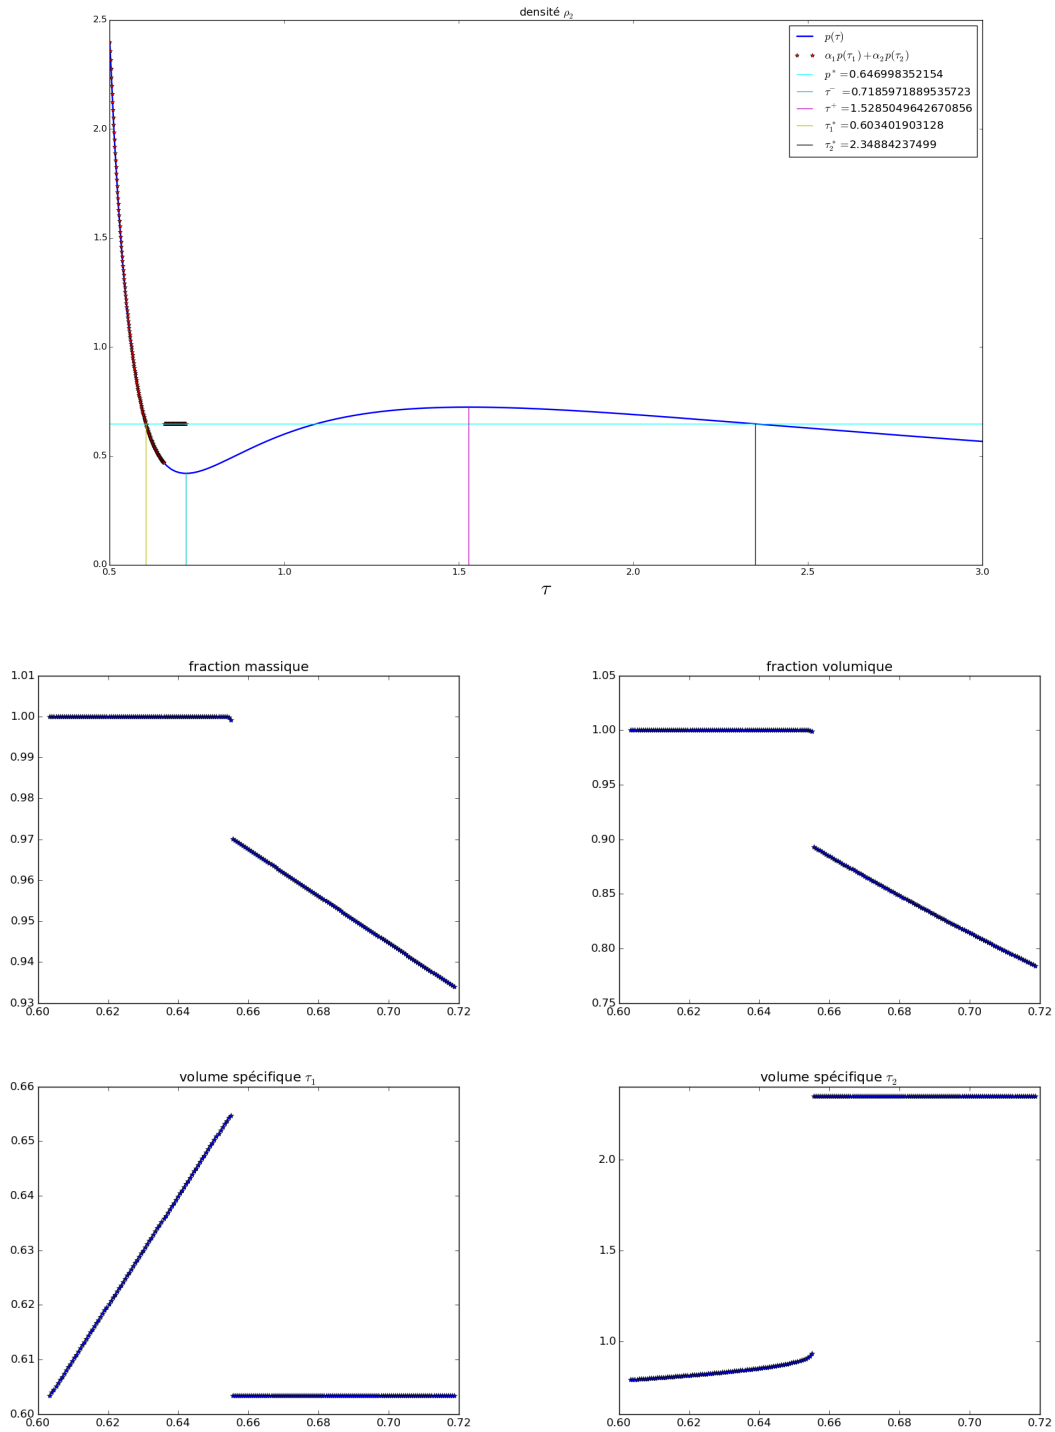 densité ρ₂
2.5
2.0
1.5
1.0
0.5
0.0
p(τ)
α₁p(τ₁)+α₂p(τ₂)
p* =0.646998352154
τ⁻ =0.7185971889535723
τ⁺ =1.5285049642670856
τ₁* =0.603401903128
τ₂* =2.34884237499
0.5 1.0 1.5 2.0 2.5 3.0
τ
fraction massique
1.01
1.00
0.99
0.98
0.97
0.96
0.95
0.94
0.93
0.60 0.62 0.64 0.66 0.68 0.70 0.72
fraction volumique
1.05
1.00
0.95
0.90
0.85
0.80
0.75
0.60 0.62 0.64 0.66 0.68 0.70 0.72
volume spécifique τ₁
0.66
0.65
0.64
0.63
0.62
0.61
0.60
0.60 0.62 0.64 0.66 0.68 0.70 0.72
volume spécifique τ₂
2.0
1.5
1.0
0.60 0.62 0.64 0.66 0.68 0.70 0.72